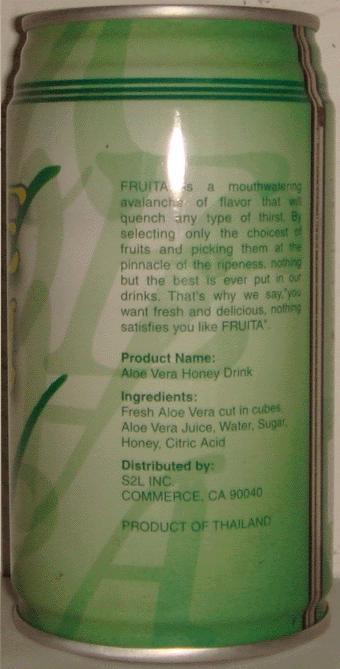 FRUITA is a mouthwatering
avalanche of flavor that will
quench any type of thirst. By
selecting only the choicest of
fruits and picking them at the
pinnacle of the ripeness, nothing
but the best is ever put in our
drinks. That's why we say,"you
want fresh and delicious, nothing
satisfies you like FRUITA".
Product Name:
Aloe Vera Honey Drink
Ingredients:
Fresh Aloe Vera cut in cubes,
Aloe Vera Juice, Water, Sugar,
Honey, Citric Acid
Distributed by:
S2L INC.
COMMERCE, CA 90040
PRODUCT OF THAILAND